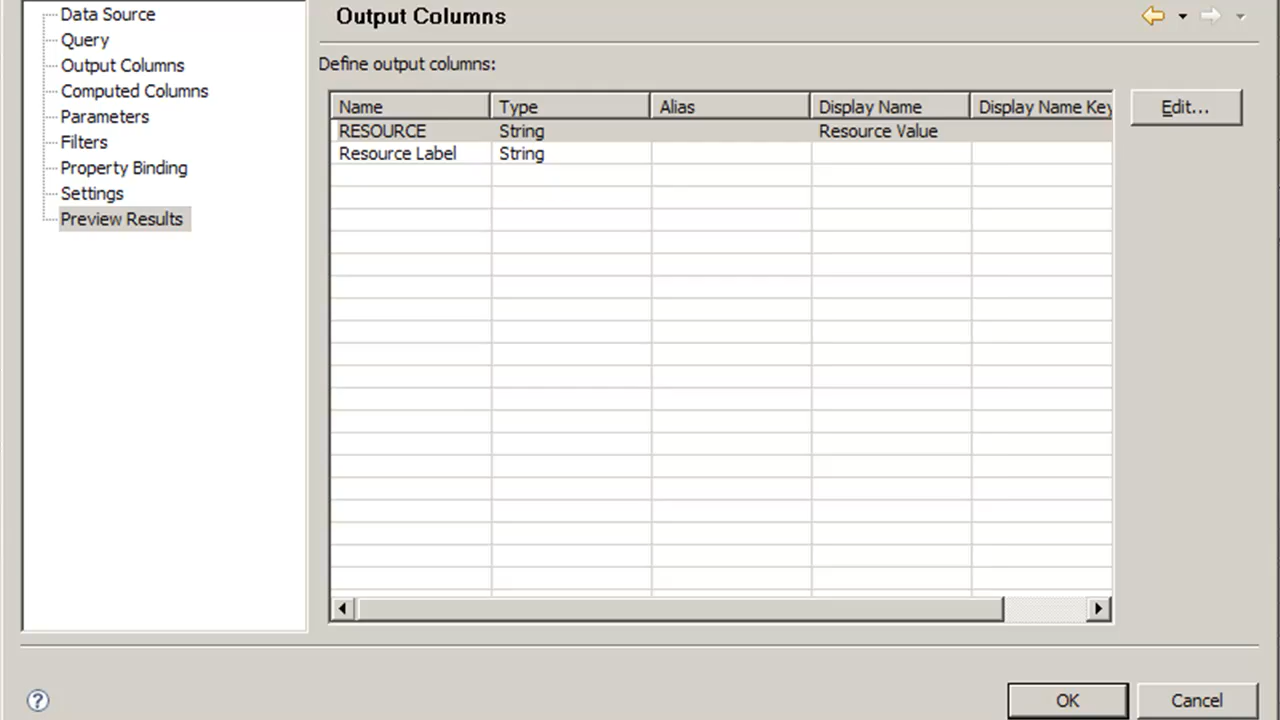 Data Source
Query
Output Columns
Computed Columns
Parameters
Filters
Property Binding
Settings
Preview Results
Output Columns
Define output columns:
Name Type Alias Display Name Display Name Key
RESOURCE String Resource Value
Resource Label String
Edit...
?
OK Cancel